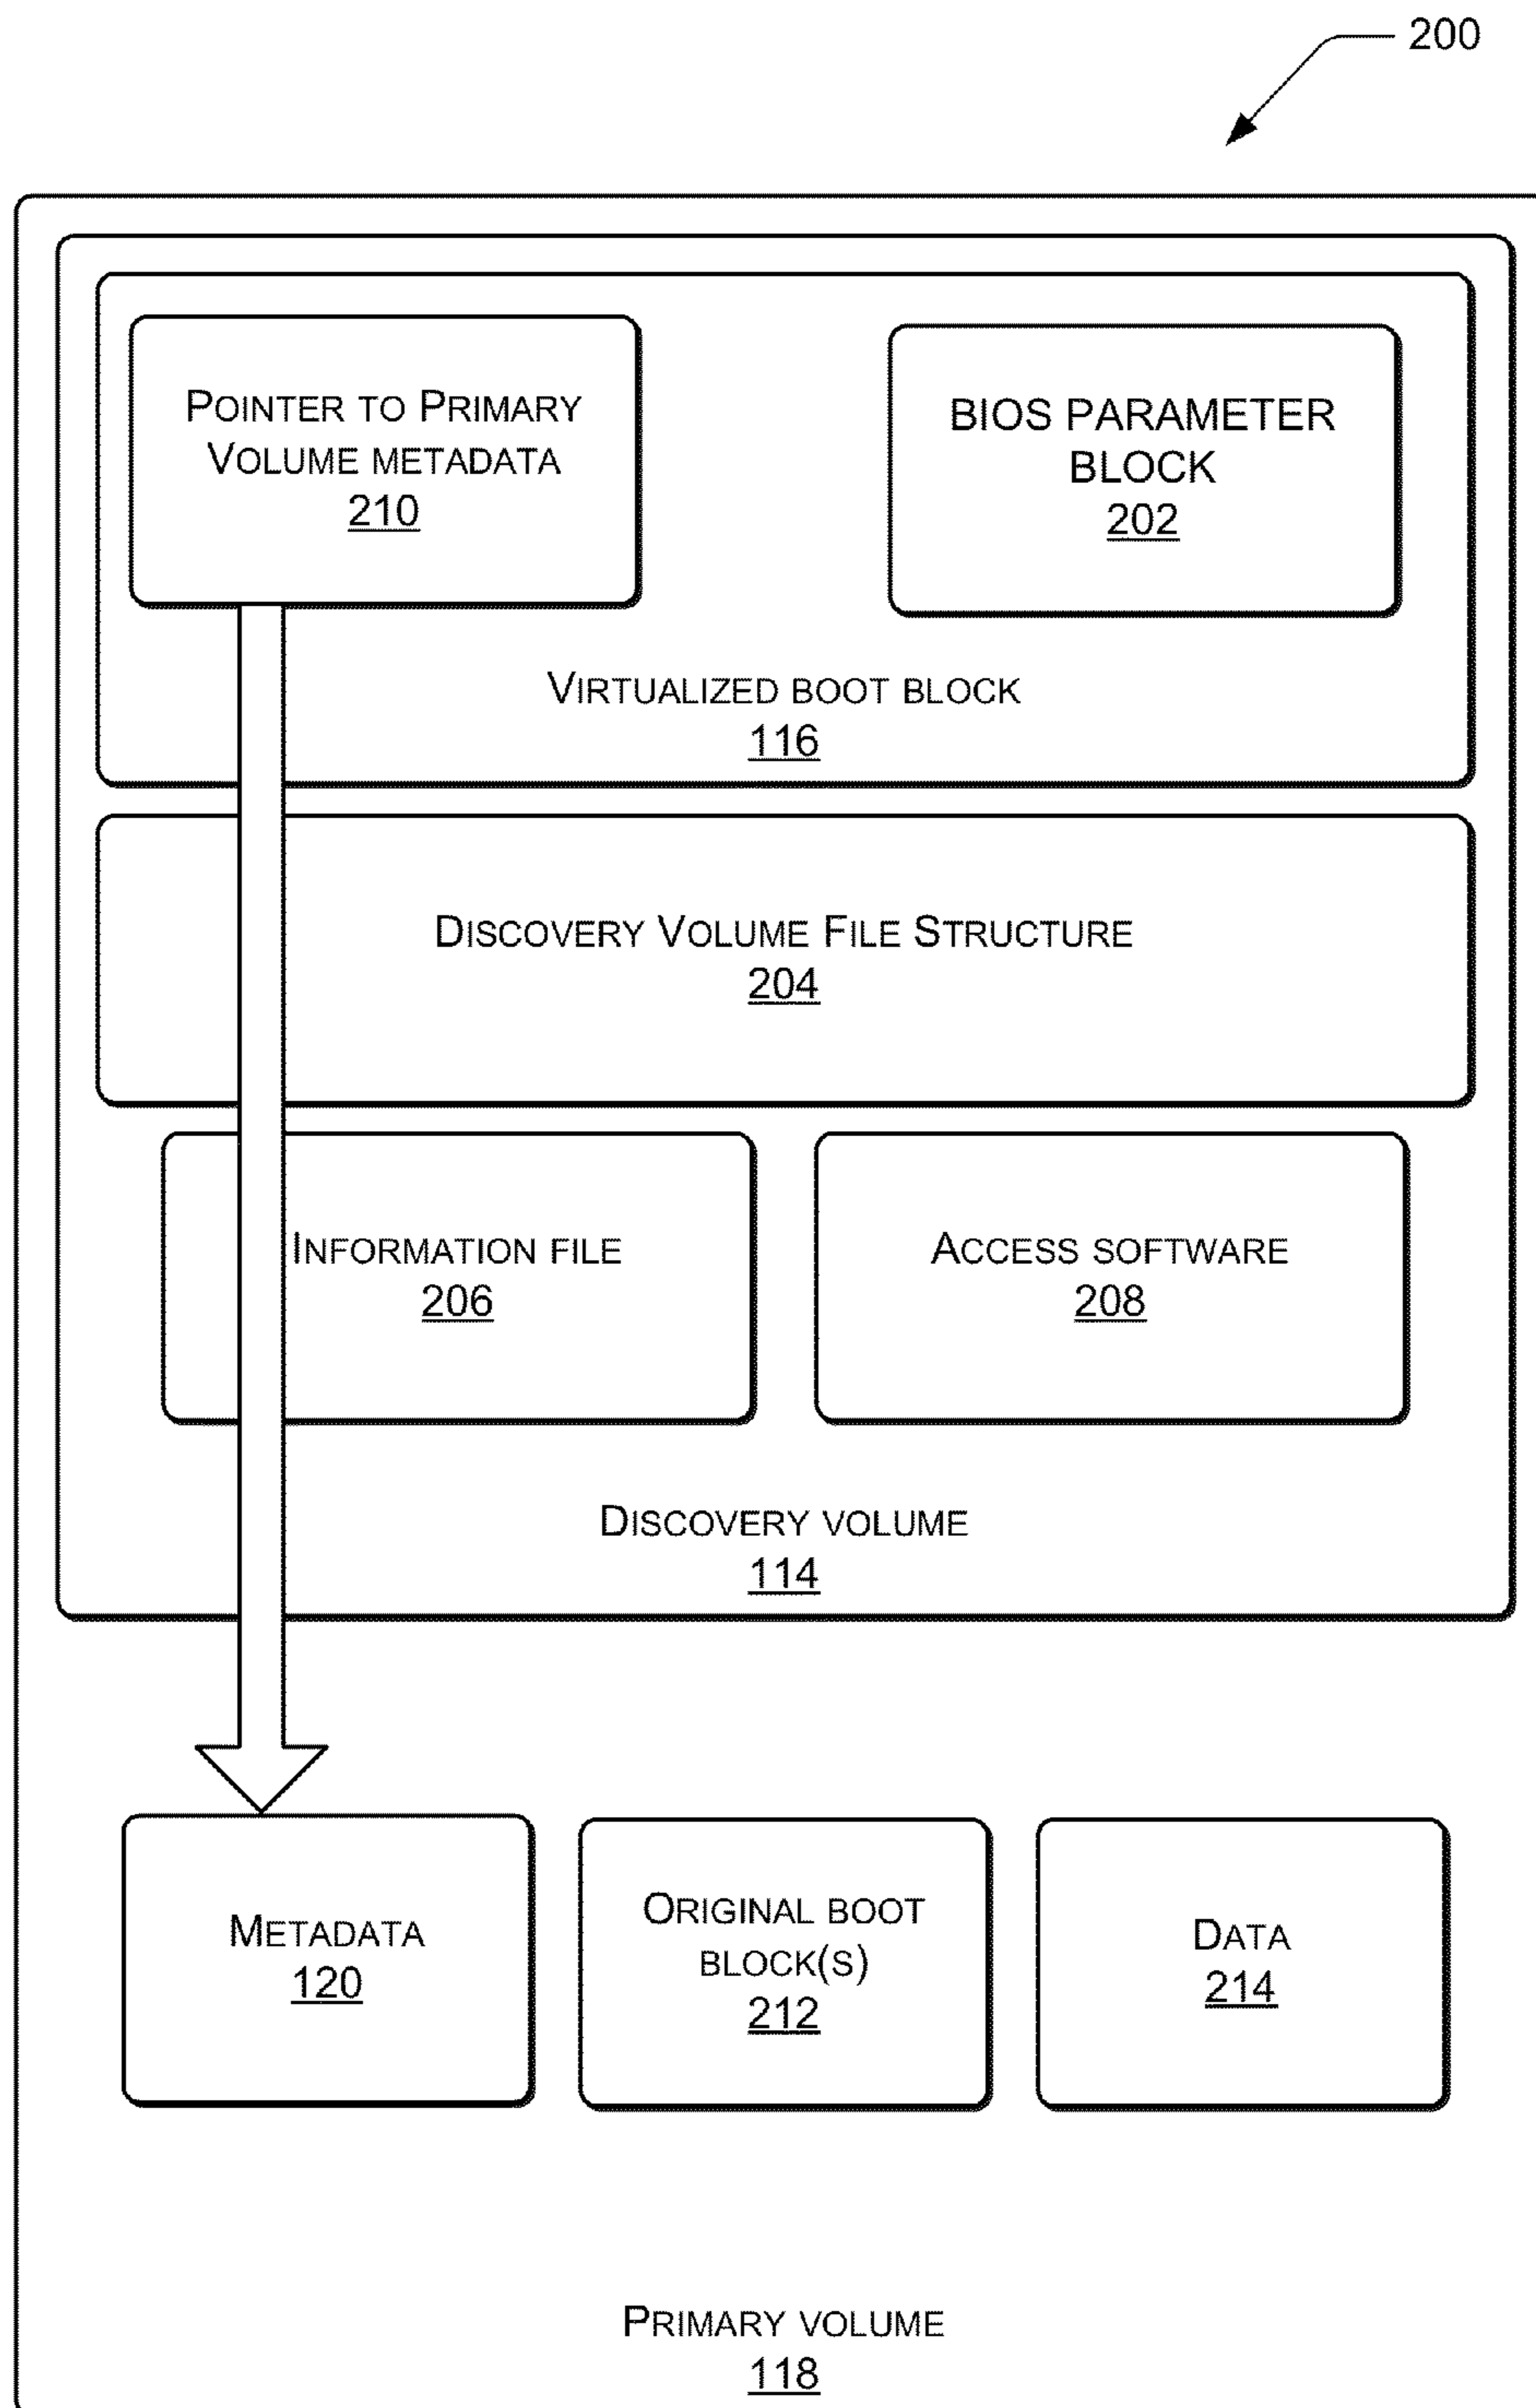 200
Pointer to Primary
Volume metadata
210
BIOS PARAMETER
BLOCK
202
Virtualized boot block
116
Discovery Volume File Structure
204
Information file
206
Access software
208
Discovery volume
114
Metadata
120
Original boot
block(s)
212
Data
214
Primary volume
118